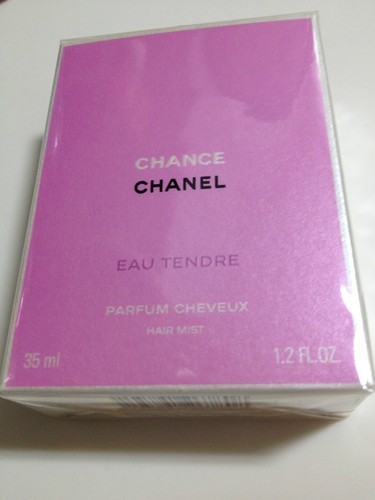 CHANCE
CHANEL
EAU TENDRE
PARFUM CHEVEUX
HAIR MIST
35 ml 1.2 FL.OZ.